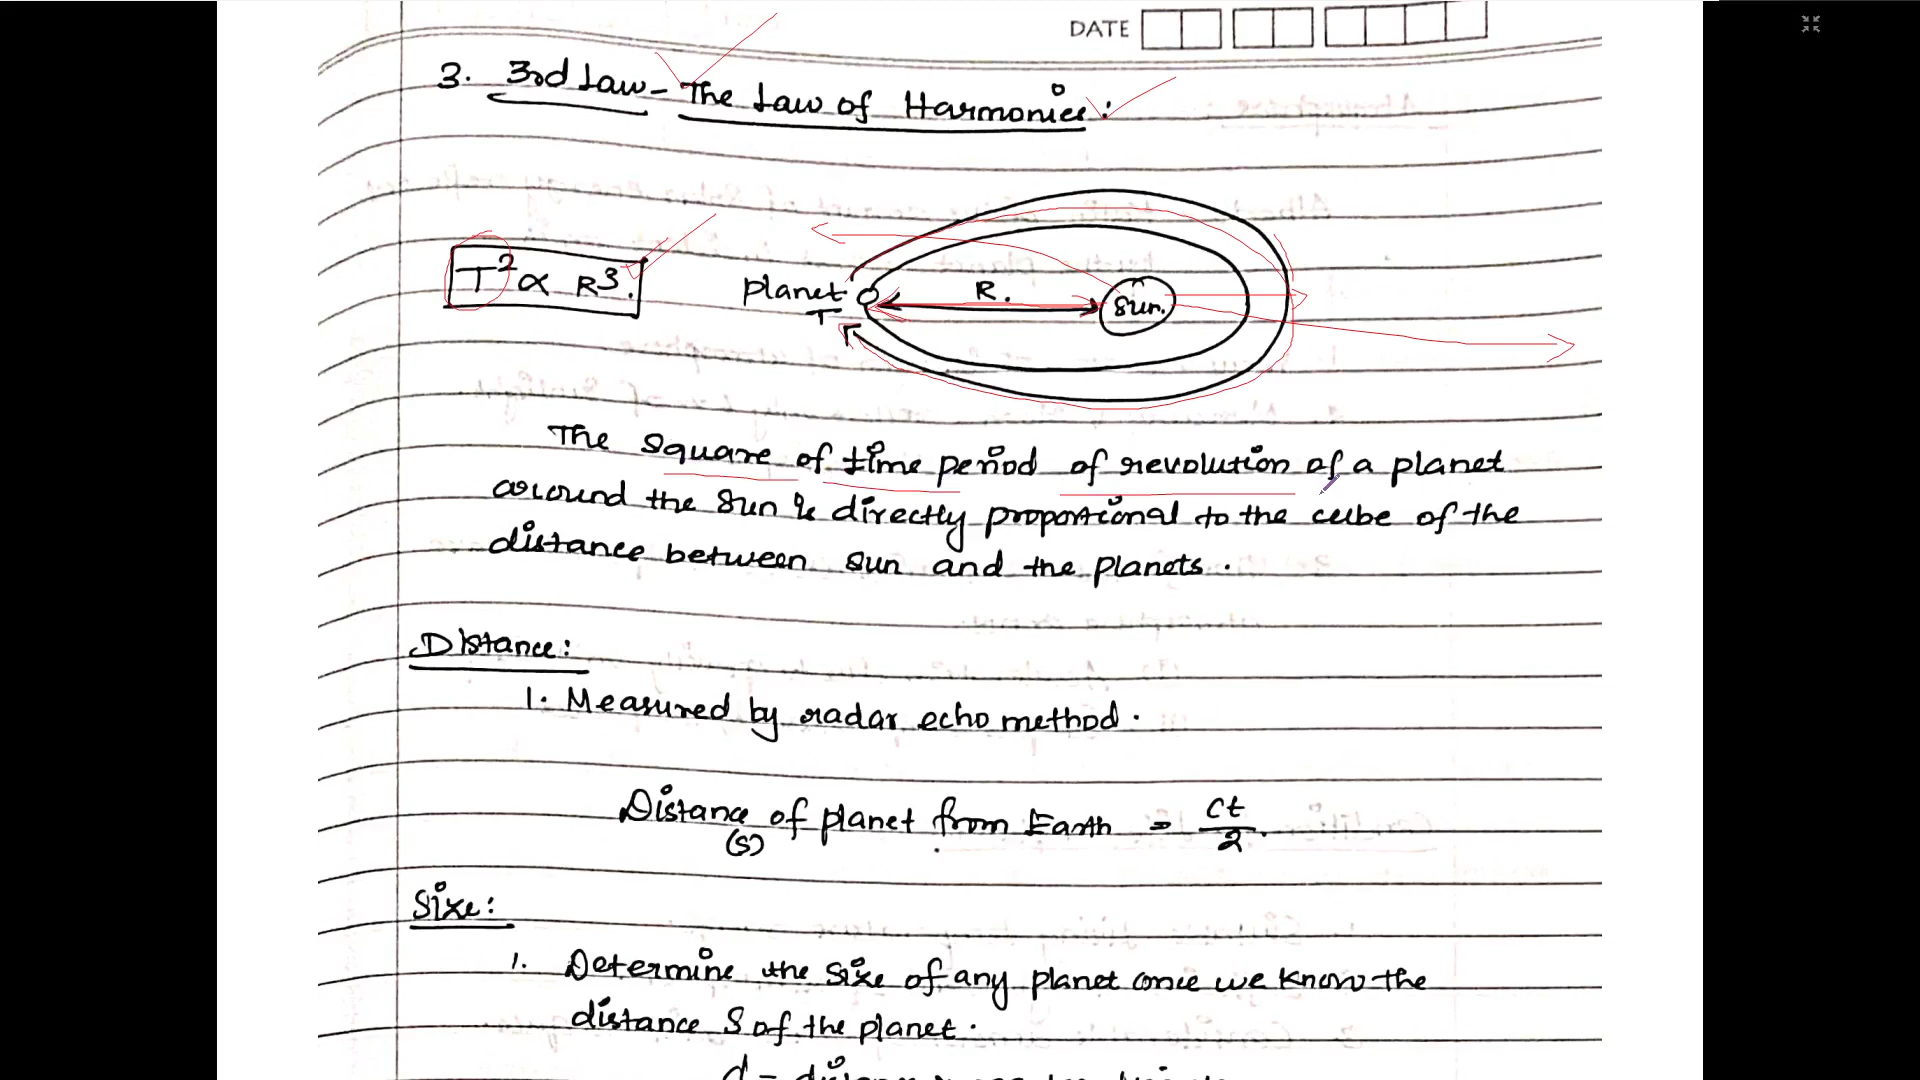 DATE
3. 3rd Law - The Law of Harmonics:
T² ∝ R³.
Planet
T
R.
Sun.
The square of time period of revolution of a planet
around the sun is directly proportional to the cube of the
distance between sun and the planets.
Distance:
1. Measured by radar echo method.
Distance of planet from Earth = Ct/2.
(S)
Size:
1. Determine the size of any planet once we know the
distance S of the planet.
d =